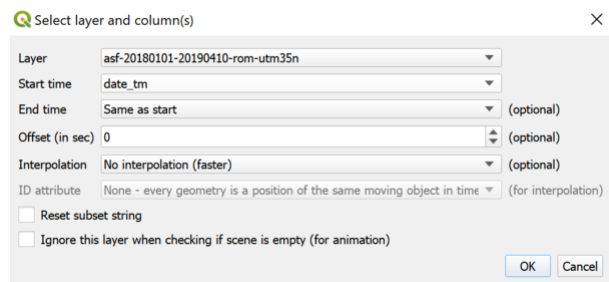 Select layer and column(s)
Layer asf-20180101-20190410-rom-utm35n
Start time date_tm
End time Same as start (optional)
Offset (in sec) 0 (optional)
Interpolation No interpolation (faster) (optional)
ID attribute None - every geometry is a position of the same moving object in time (for interpolation)
Reset subset string
Ignore this layer when checking if scene is empty (for animation)
OK Cancel